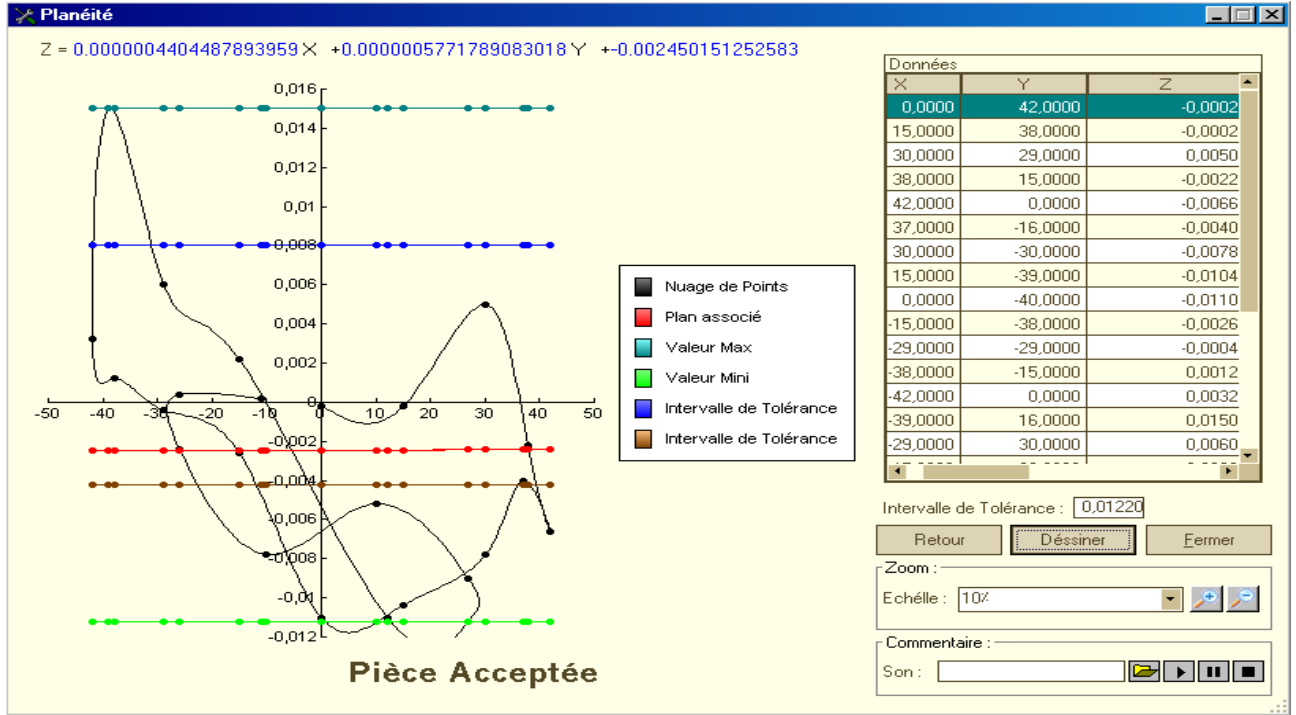 Planéité
Z = 0.0000004404487893959 X +0.0000005771789083018 Y +-0.002450151252583
0,016
0,014
0,012
0,01
0,008
0,006
0,004
0,002
0
-0,002
-0,004
-0,006
-0,008
-0,01
-0,012
-50 -40 -30 -20 -10 10 20 30 40 50
Nuage de Points
Plan associé
Valeur Max
Valeur Mini
Intervalle de Tolérance
Intervalle de Tolérance
Pièce Acceptée
Données
X Y Z
0,0000 42,0000 -0,0002
15,0000 38,0000 -0,0002
30,0000 29,0000 0,0050
38,0000 15,0000 -0,0022
42,0000 0,0000 -0,0066
37,0000 -16,0000 -0,0040
30,0000 -30,0000 -0,0078
15,0000 -39,0000 -0,0104
0,0000 -40,0000 -0,0110
-15,0000 -38,0000 -0,0026
-29,0000 -29,0000 -0,0004
-38,0000 -15,0000 0,0012
-42,0000 0,0000 0,0032
-39,0000 16,0000 0,0150
-29,0000 30,0000 0,0060
Intervalle de Tolérance : 0,01220
Retour Déssiner Fermer
Zoom :
Echélle : 10%
Commentaire :
Son :